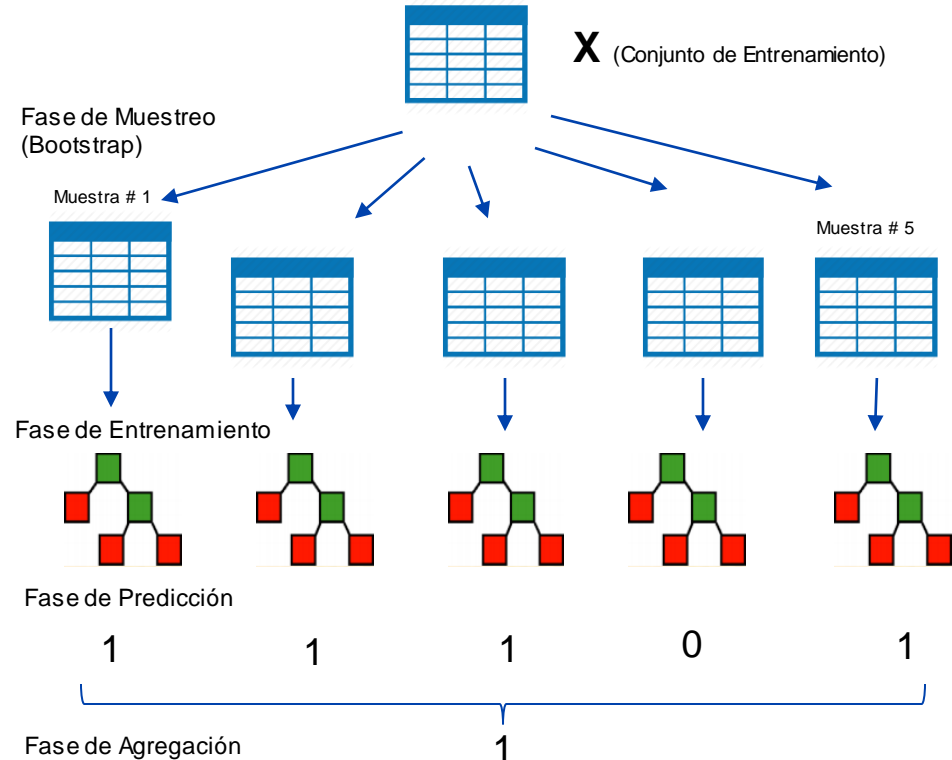 X (Conjunto de Entrenamiento)
Fase de Muestreo
(Bootstrap)
Muestra # 1
Muestra # 5
Fase de Entrenamiento
Fase de Predicción
1 1 1 0 1
Fase de Agregación 1